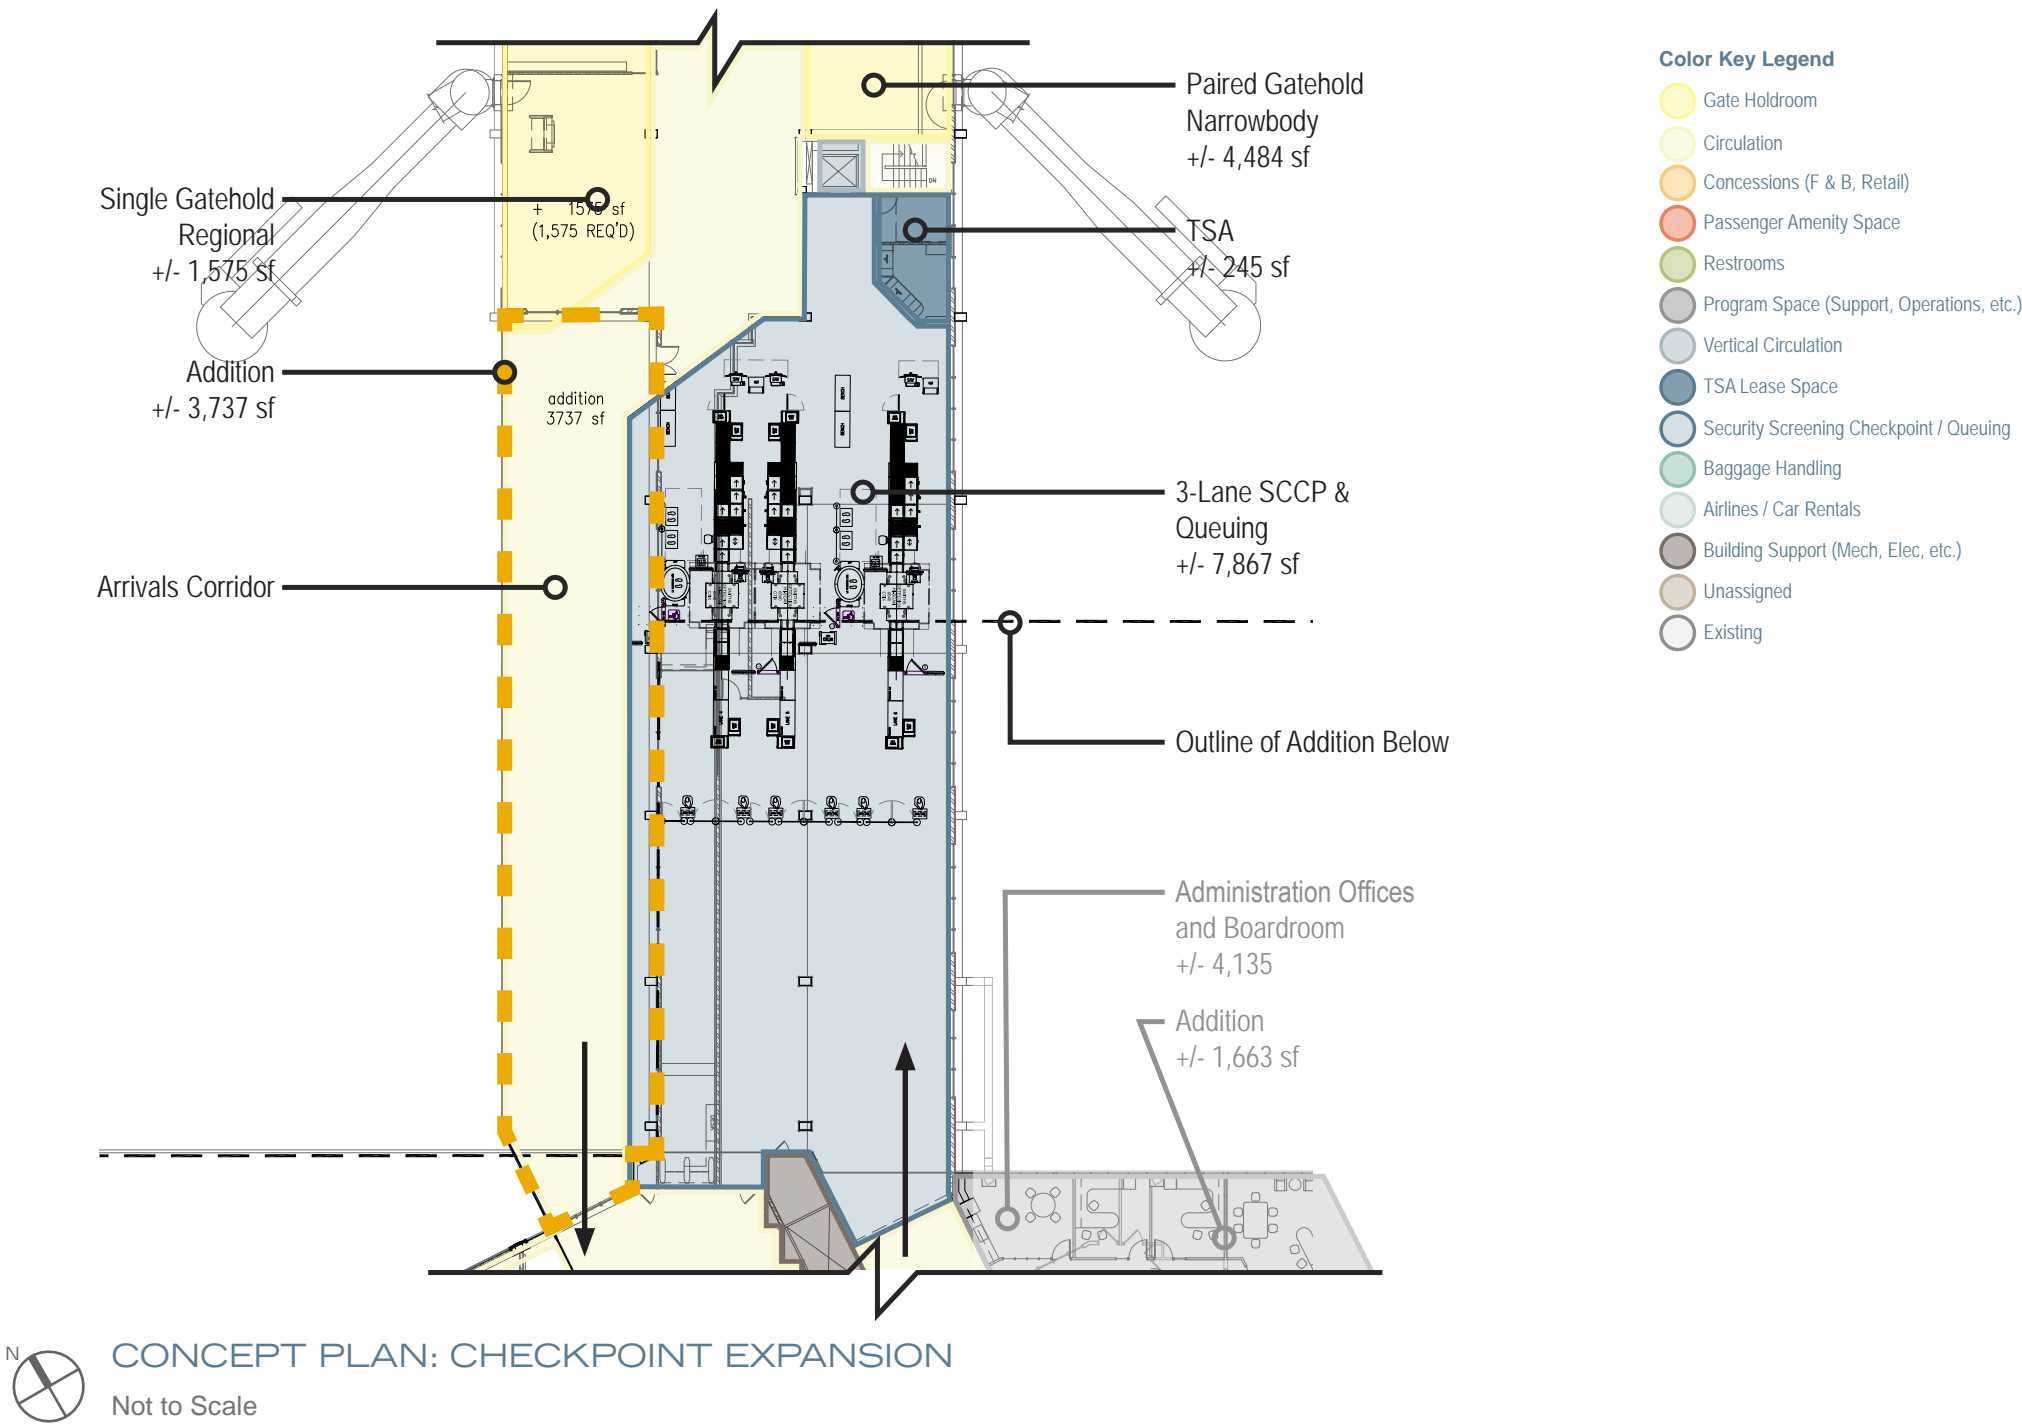 Paired Gatehold
Narrowbody
+/- 4,484 sf
DN
Single Gatehold
Regional
+/- 1,575 sf
+ 1575 sf
(1,575 REQ'D)
TSA
+/- 245 sf
Addition
+/- 3,737 sf
addition
3737 sf
BENCH
BENCH
BENCH
3-Lane SCCP &
Queuing
+/- 7,867 sf
Arrivals Corridor
Outline of Addition Below
Administration Offices
and Boardroom
+/- 4,135
Addition
+/- 1,663 sf
Color Key Legend
Gate Holdroom
Circulation
Concessions (F & B, Retail)
Passenger Amenity Space
Restrooms
Program Space (Support, Operations, etc.)
Vertical Circulation
TSA Lease Space
Security Screening Checkpoint / Queuing
Baggage Handling
Airlines / Car Rentals
Building Support (Mech, Elec, etc.)
Unassigned
Existing
N
CONCEPT PLAN: CHECKPOINT EXPANSION
Not to Scale